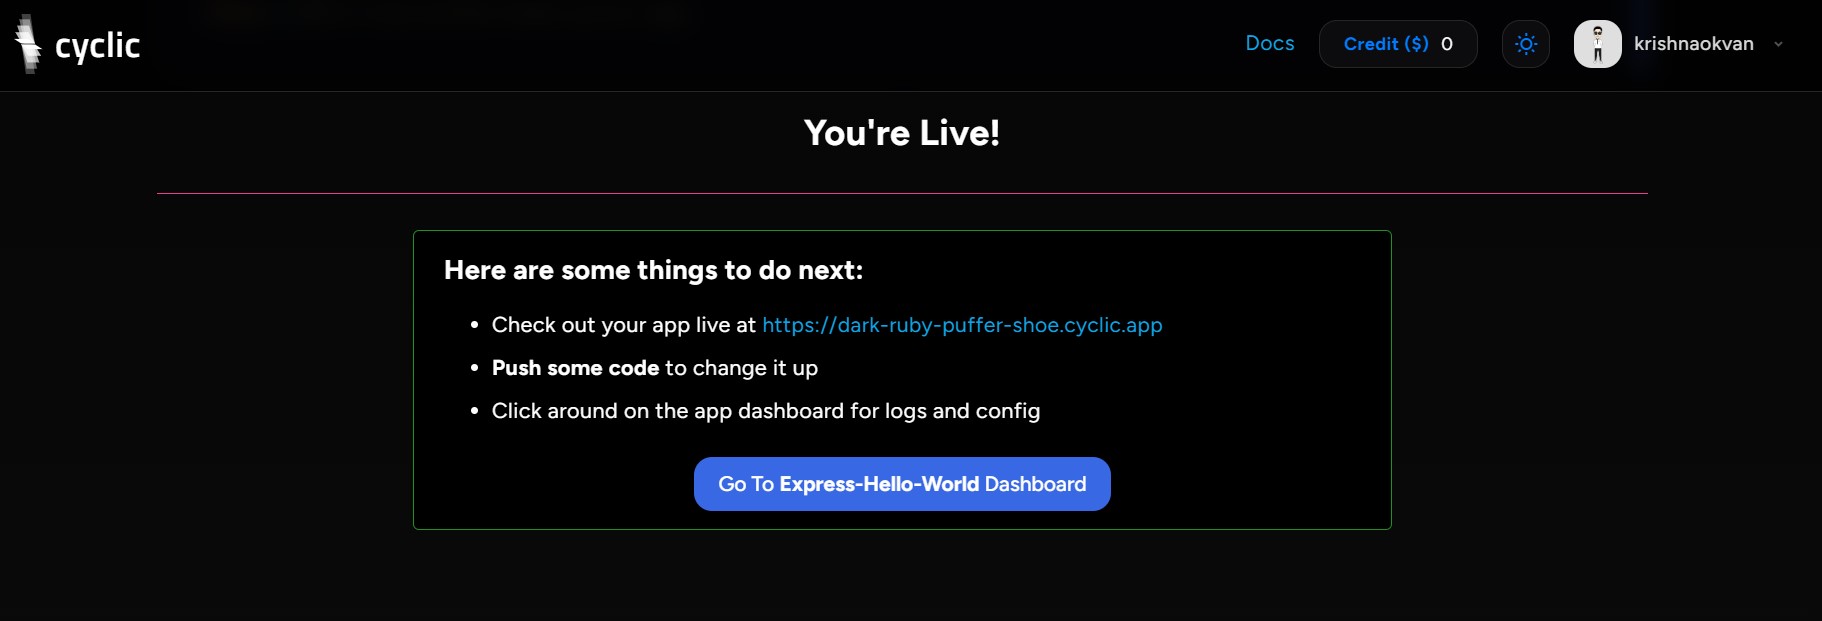 cyclic
Docs
Credit ($) 0
krishnaokvan
You're Live!
Here are some things to do next:
• Check out your app live at https://dark-ruby-puffer-shoe.cyclic.app
• Push some code to change it up
• Click around on the app dashboard for logs and config
Go To Express-Hello-World Dashboard